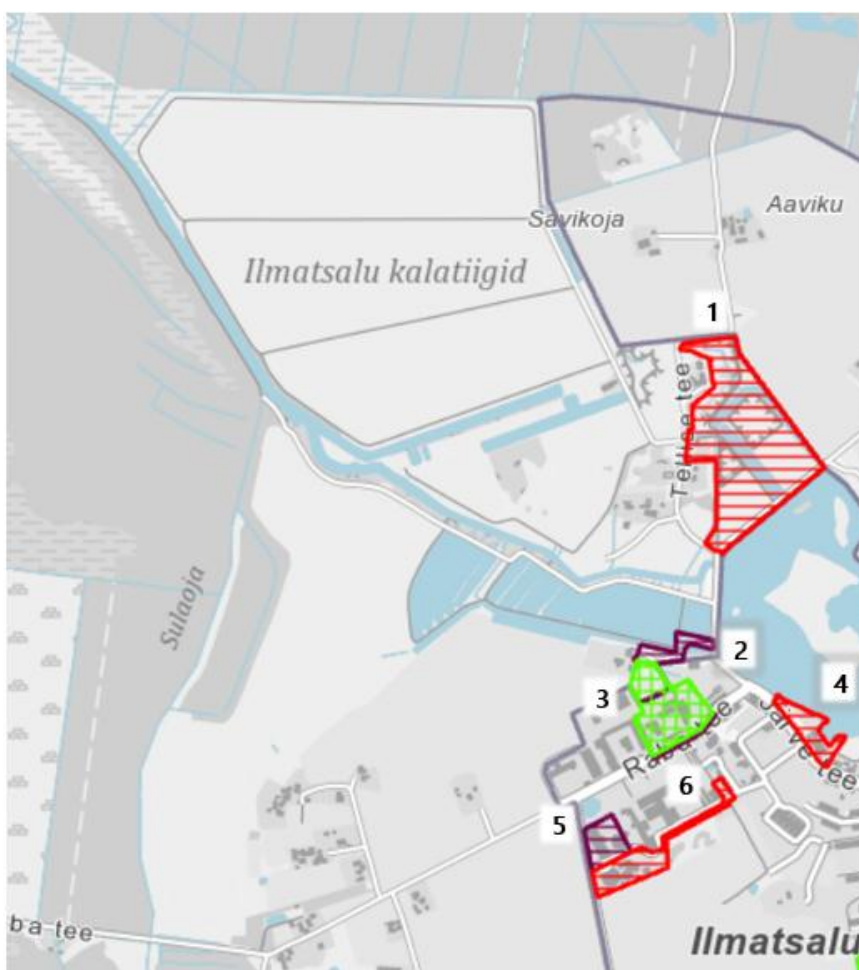 Savikoja
Aaviku
Ilmatsalu kalatiigid
1
Tellise tee
Sulaoja
2
3
4
Raba tee
Järve tee
6
5
ba tee
Ilmatsalu